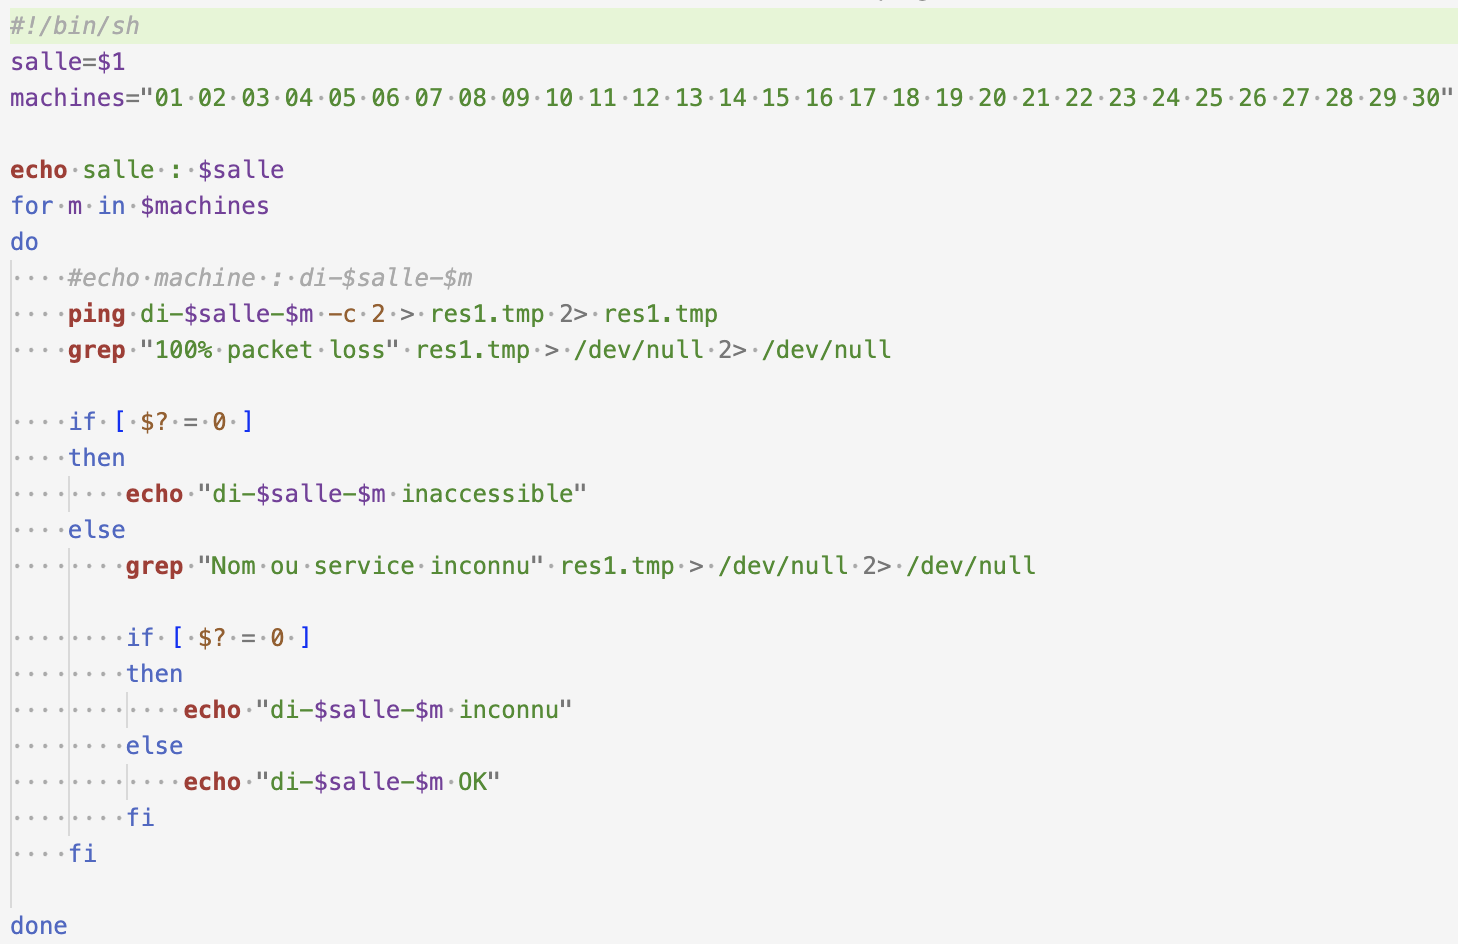 #!/bin/sh
salle=$1
machines="01 02 03 04 05 06 07 08 09 10 11 12 13 14 15 16 17 18 19 20 21 22 23 24 25 26 27 28 29 30"

echo salle : $salle
for m in $machines
do
    #echo machine : di-$salle-$m
    ping di-$salle-$m -c 2 > res1.tmp 2> res1.tmp
    grep "100% packet loss" res1.tmp > /dev/null 2> /dev/null

    if [ $? = 0 ]
    then
        echo "di-$salle-$m inaccessible"
    else
        grep "Nom ou service inconnu" res1.tmp > /dev/null 2> /dev/null

        if [ $? = 0 ]
        then
            echo "di-$salle-$m inconnu"
        else
            echo "di-$salle-$m OK"
        fi
    fi

done